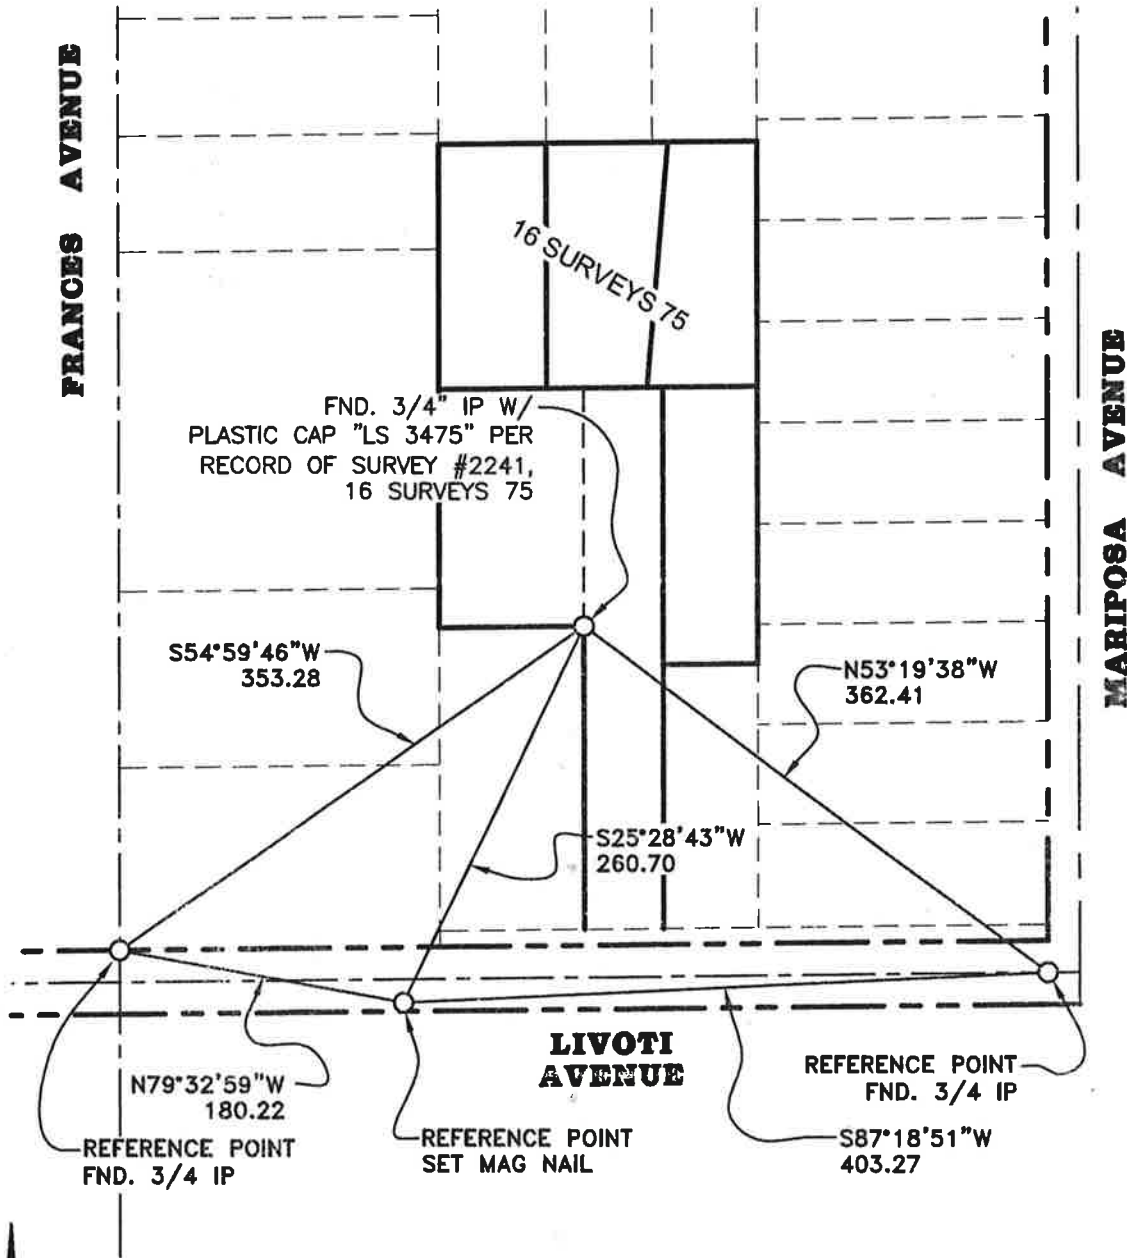 FRANCES AVENUE
16 SURVEYS 75
FND. 3/4" IP W/
PLASTIC CAP "LS 3475" PER
RECORD OF SURVEY #2241,
16 SURVEYS 75
MARIPOSA AVENUE
S54°59'46"W
353.28
N53°19'38"W
362.41
S25°28'43"W
260.70
LIVOTI
AVENUE
N79°32'59"W
180.22
REFERENCE POINT
FND. 3/4 IP
REFERENCE POINT
SET MAG NAIL
REFERENCE POINT
FND. 3/4 IP
S87°18'51"W
403.27